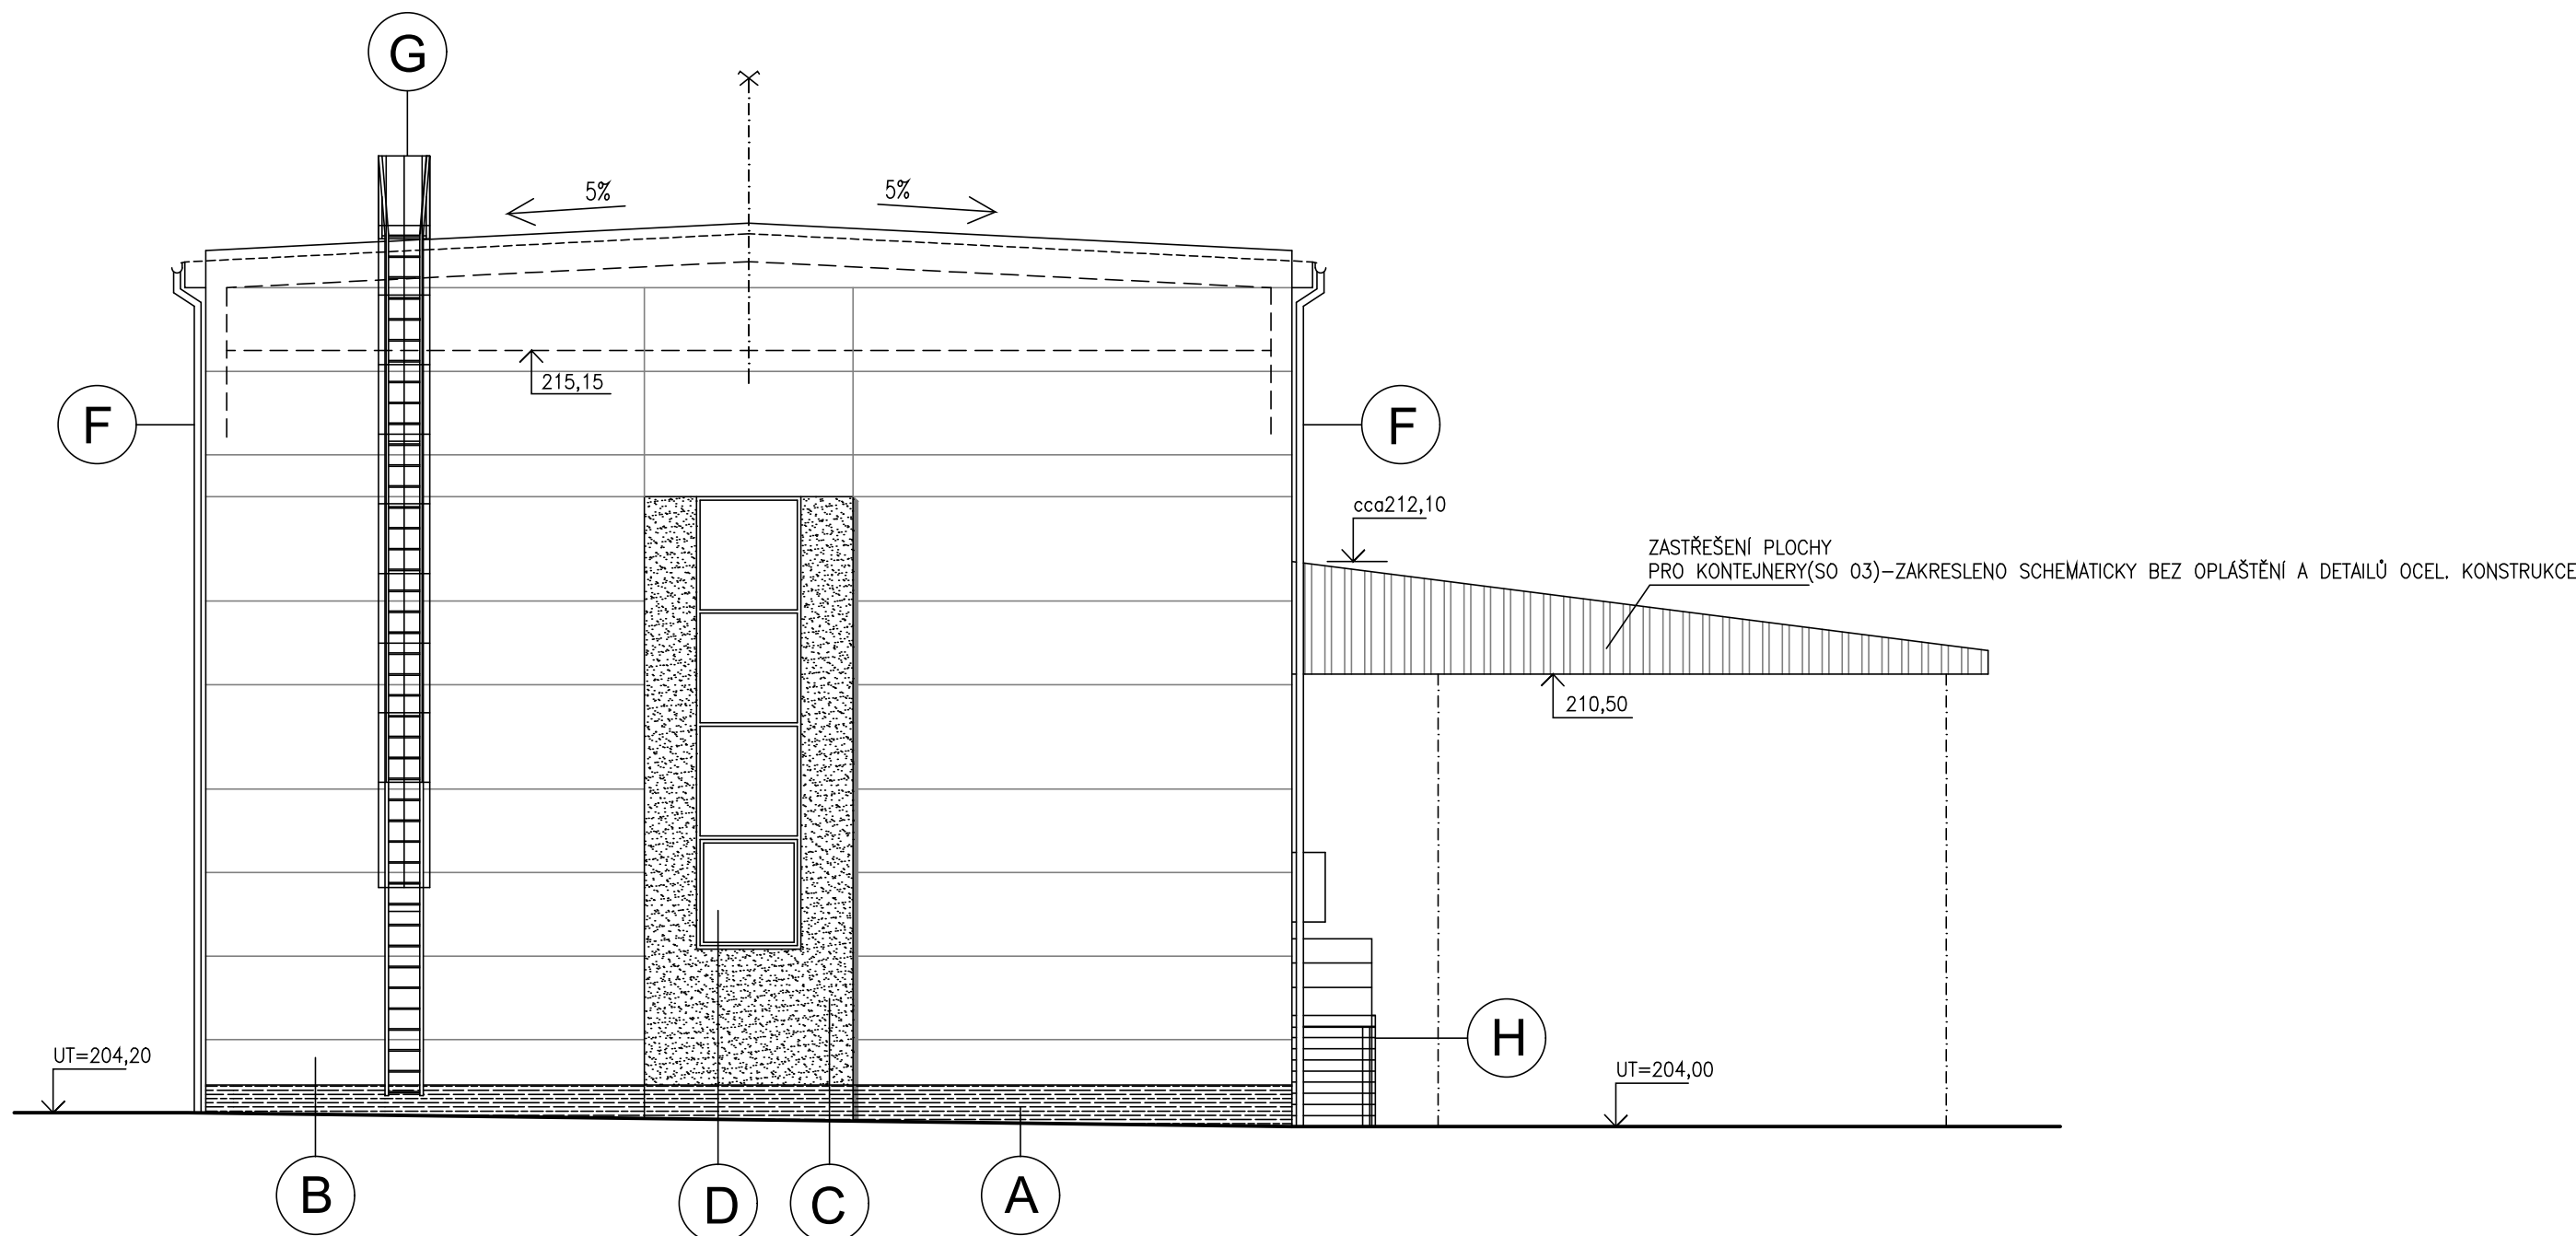 G
5%
5%
215,15
F
F
cca212,10
ZASTŘEŠENÍ PLOCHY
PRO KONTEJNERY(SO 03)-ZAKRESLENO SCHEMATICKY BEZ OPLÁŠTĚNÍ A DETAILŮ OCEL. KONSTRUKCE
210,50
H
UT=204,20
UT=204,00
B
D
C
A